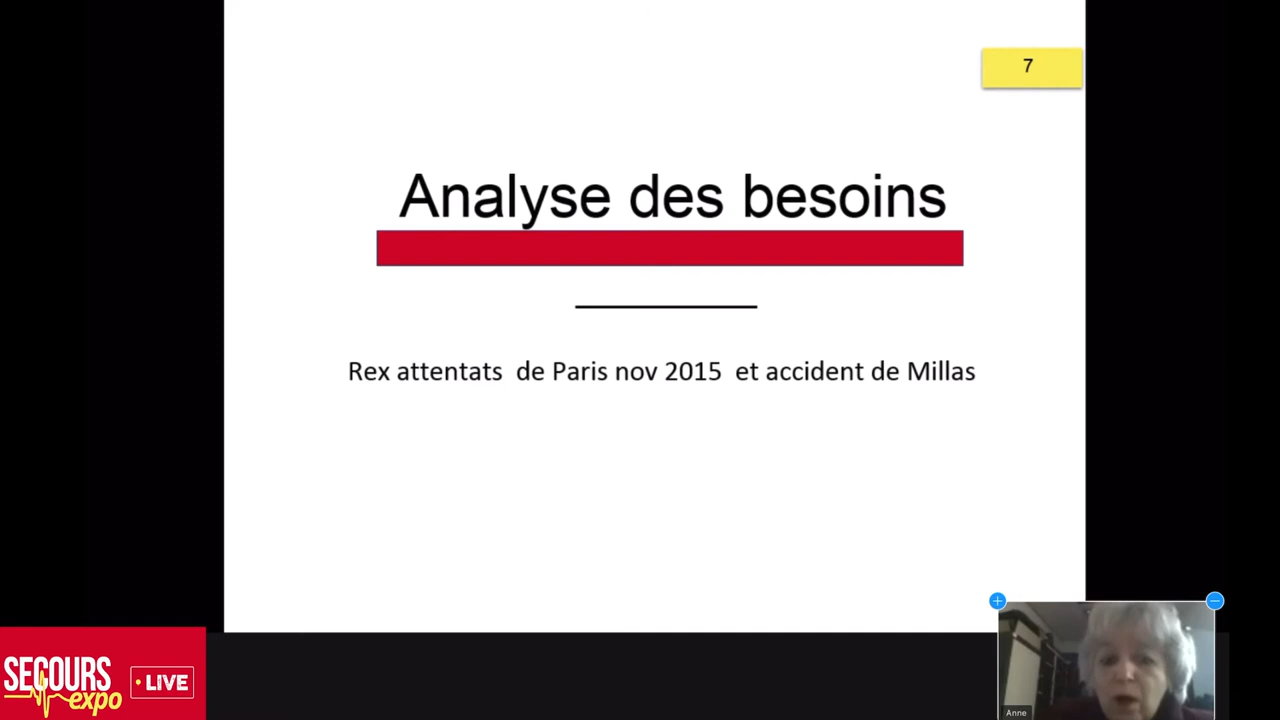 7
Analyse des besoins
Rex attentats de Paris nov 2015 et accident de Millas
SECOURS
expo
LIVE
Anne